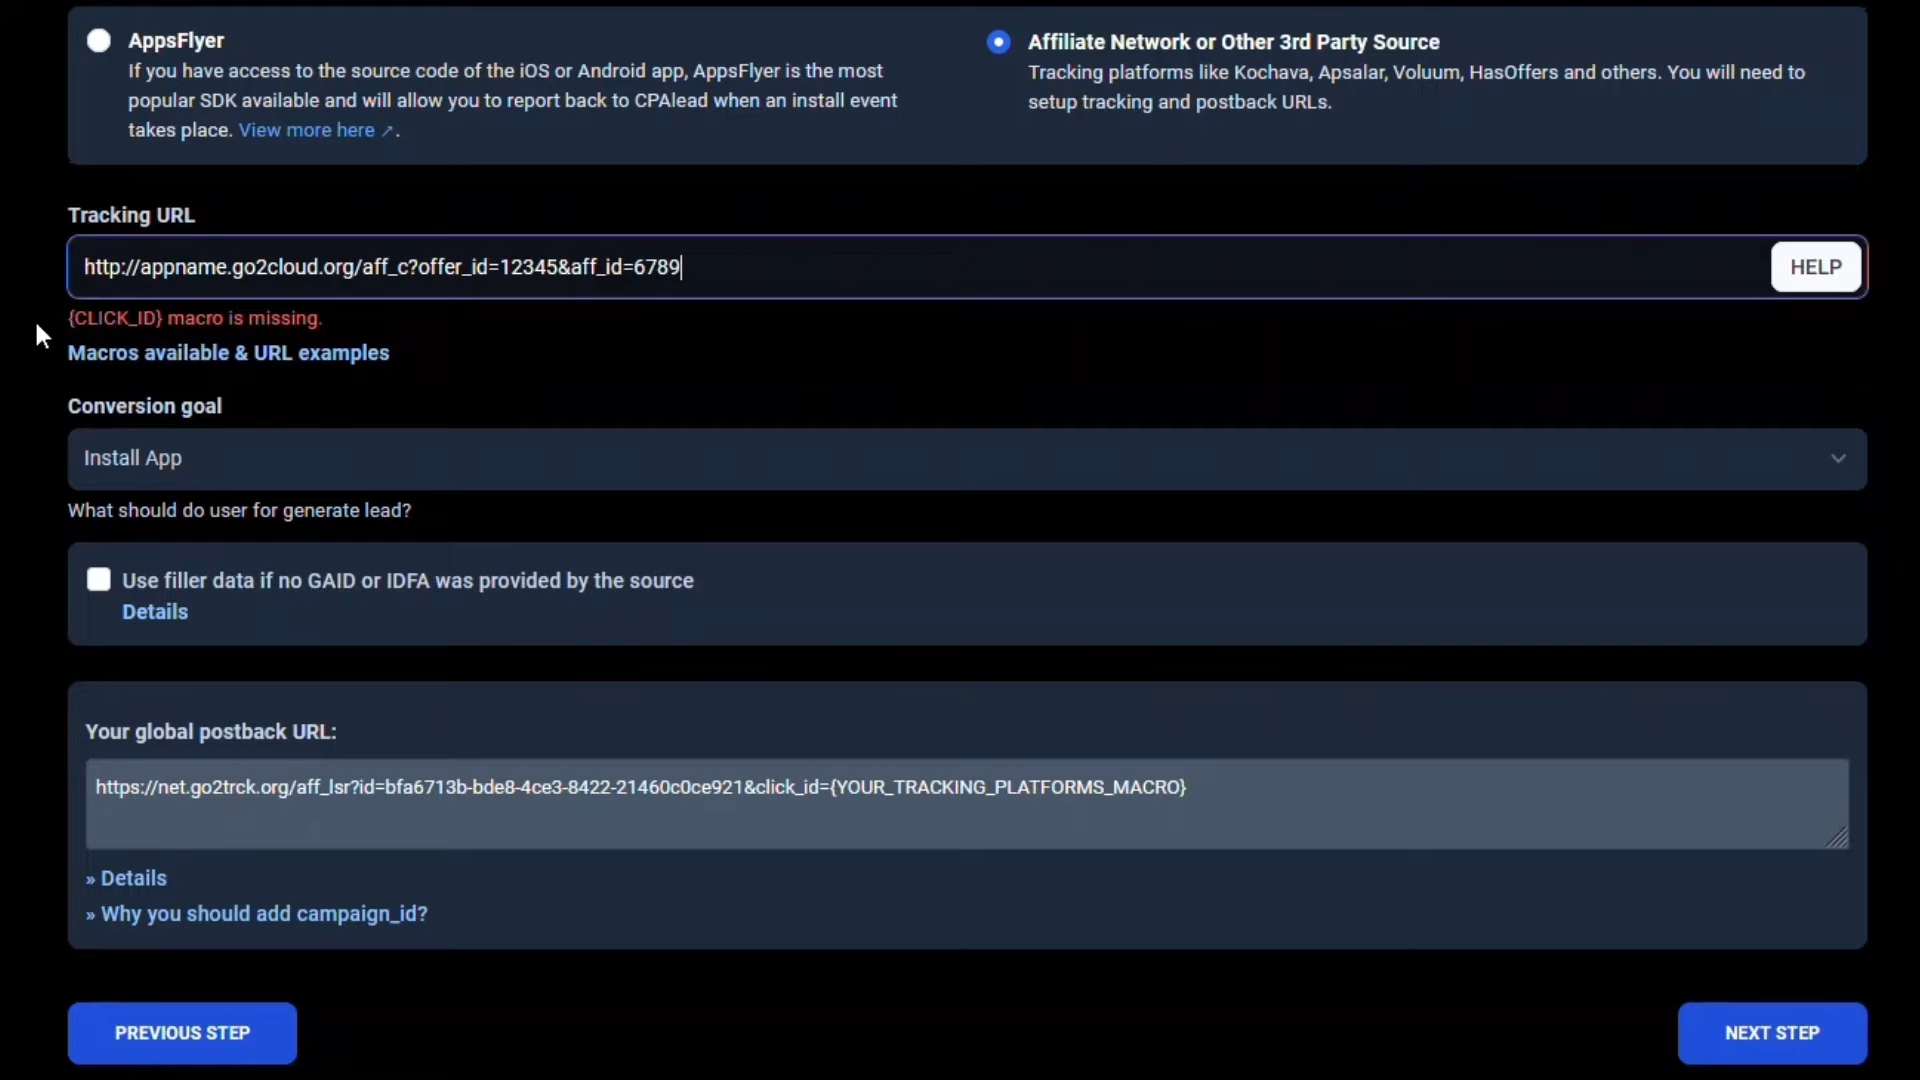 AppsFlyer
If you have access to the source code of the iOS or Android app, AppsFlyer is the most
popular SDK available and will allow you to report back to CPAlead when an install event
takes place. View more here ↗.
Affiliate Network or Other 3rd Party Source
Tracking platforms like Kochava, Apsalar, Voluum, HasOffers and others. You will need to
setup tracking and postback URLs.
Tracking URL
http://appname.go2cloud.org/aff_c?offer_id=12345&aff_id=6789
HELP
{CLICK_ID} macro is missing.
Macros available & URL examples
Conversion goal
Install App
What should do user for generate lead?
Use filler data if no GAID or IDFA was provided by the source
Details
Your global postback URL:
https://net.go2trck.org/aff_lsr?id=bfa6713b-bde8-4ce3-8422-21460c0ce921&click_id={YOUR_TRACKING_PLATFORMS_MACRO}
» Details
» Why you should add campaign_id?
PREVIOUS STEP
NEXT STEP